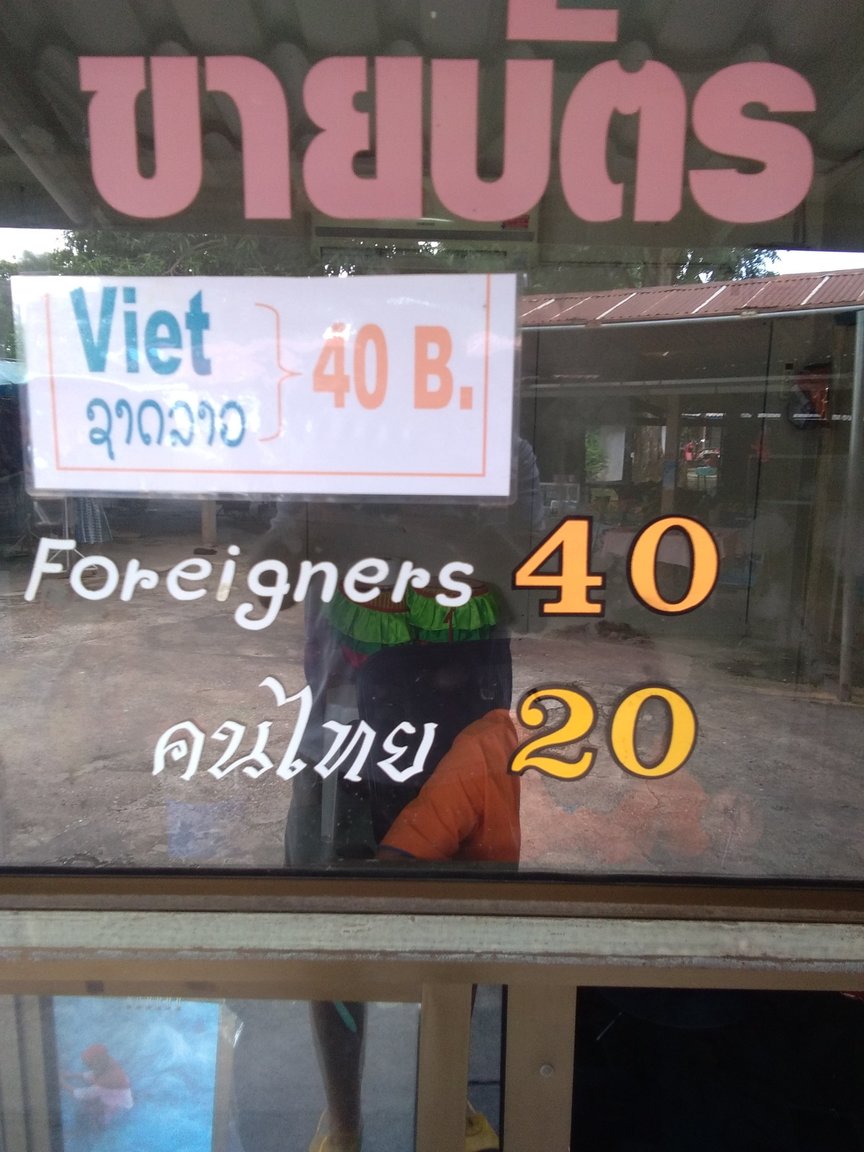 ขายบัตร
Viet
ຊາດລາວ
40 B.
Foreigners 40
คนไทย 20